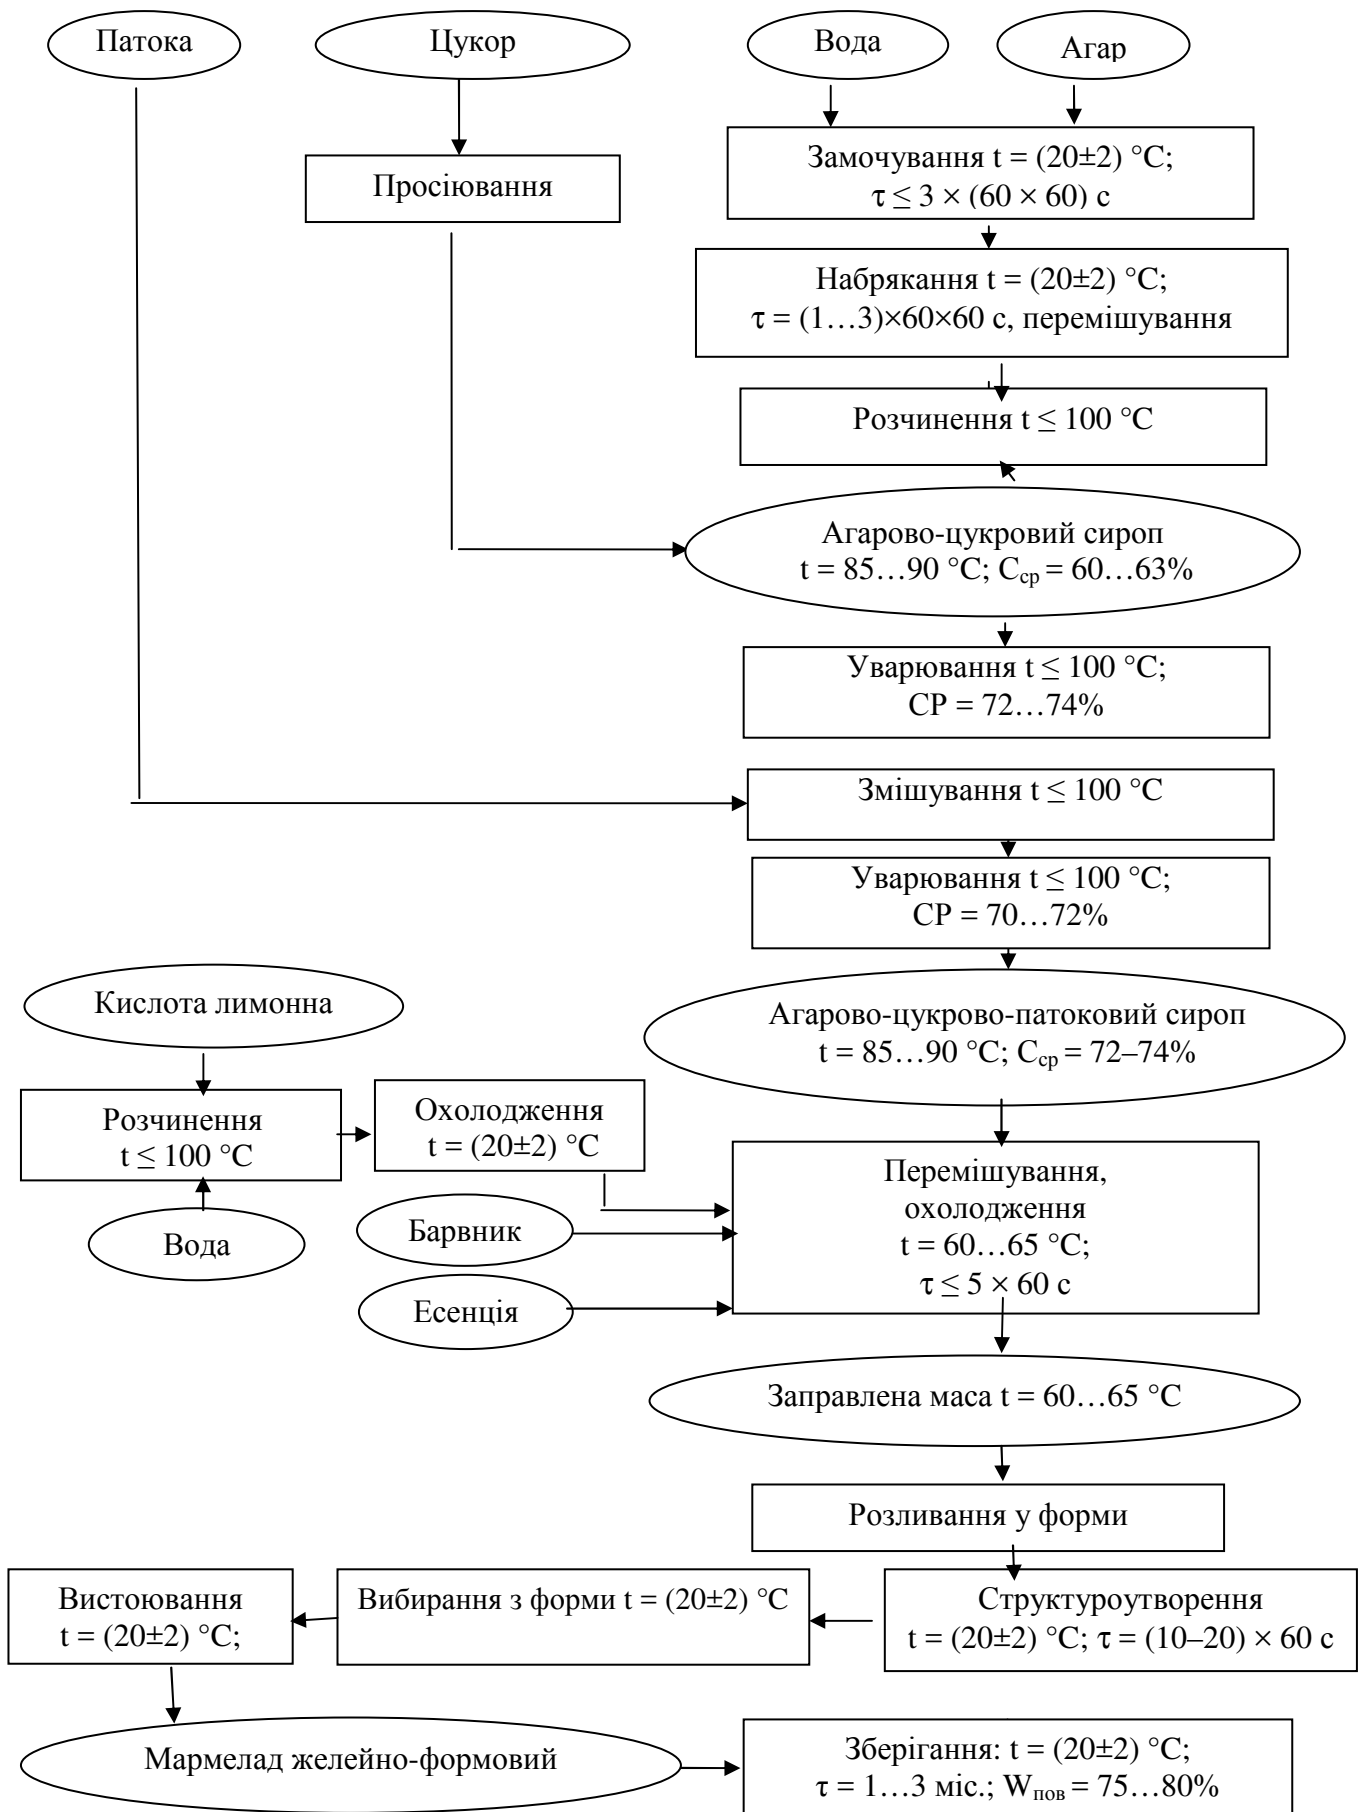 Патока
Цукор
Вода
Агар
Замочування t = (20±2) °C;
τ ≤ 3 × (60 × 60) с
Просіювання
Набрякання t = (20±2) °C;
τ = (1…3)×60×60 с, перемішування
Розчинення t ≤ 100 °C
Агарово-цукровий сироп
t = 85…90 °C; Cср = 60…63%
Уварювання t ≤ 100 °C;
СР = 72…74%
Змішування t ≤ 100 °C
Уварювання t ≤ 100 °C;
СР = 70…72%
Кислота лимонна
Агарово-цукрово-патоковий сироп
t = 85…90 °C; Cср = 72–74%
Розчинення
t ≤ 100 °C
Охолодження
t = (20±2) °C
Перемішування,
охолодження
t = 60…65 °C;
τ ≤ 5 × 60 с
Барвник
Вода
Есенція
Заправлена маса t = 60…65 °C
Розливання у форми
Вистоювання
t = (20±2) °C;
Вибирання з форми t = (20±2) °C
Структуроутворення
t = (20±2) °C; τ = (10–20) × 60 с
Мармелад желейно-формовий
Зберігання: t = (20±2) °C;
τ = 1…3 міс.; Wпов = 75…80%